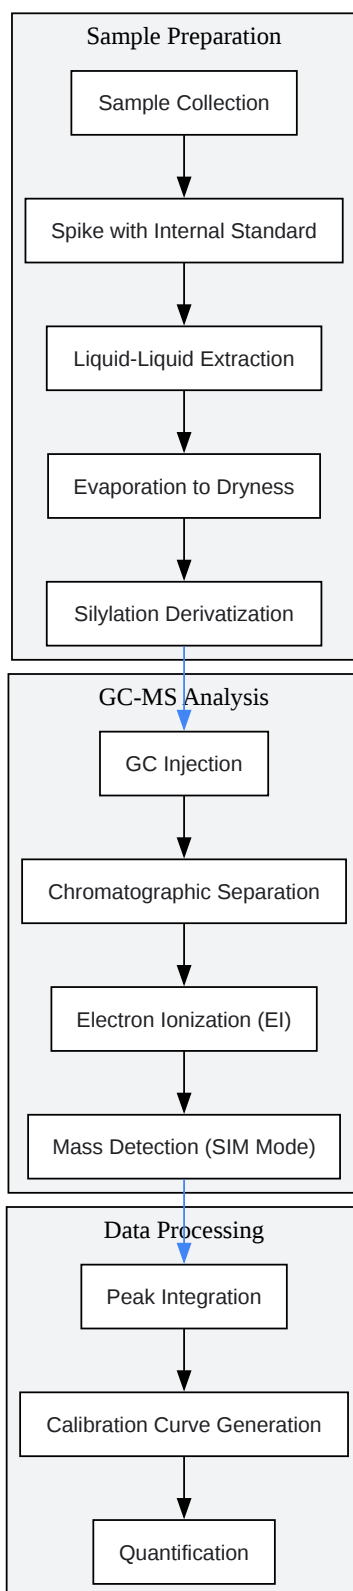 Sample Preparation
Sample Collection
Spike with Internal Standard
Liquid-Liquid Extraction
Evaporation to Dryness
Silylation Derivatization
GC-MS Analysis
GC Injection
Chromatographic Separation
Electron Ionization (EI)
Mass Detection (SIM Mode)
Data Processing
Peak Integration
Calibration Curve Generation
Quantification